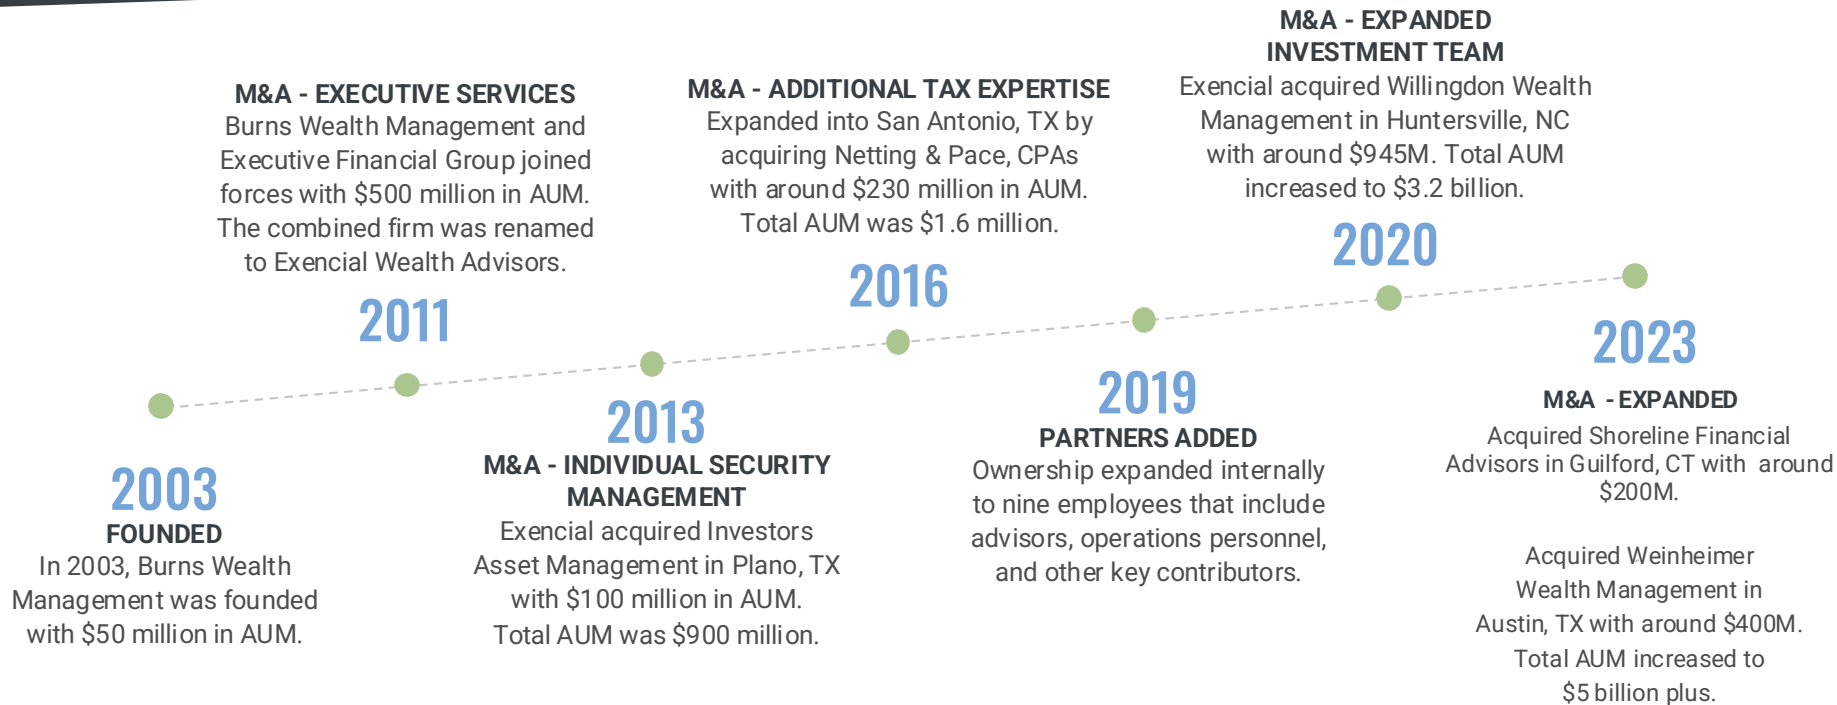 2003
FOUNDED
In 2003, Burns Wealth
Management was founded
with $50 million in AUM.
M&A - EXECUTIVE SERVICES
Burns Wealth Management and
Executive Financial Group joined
forces with $500 million in AUM.
The combined firm was renamed
to Exencial Wealth Advisors.
2011
2013
M&A - INDIVIDUAL SECURITY
MANAGEMENT
Exencial acquired Investors
Asset Management in Plano, TX
with $100 million in AUM.
Total AUM was $900 million.
M&A - ADDITIONAL TAX EXPERTISE
Expanded into San Antonio, TX by
acquiring Netting & Pace, CPAs
with around $230 million in AUM.
Total AUM was $1.6 million.
2016
2019
PARTNERS ADDED
Ownership expanded internally
to nine employees that include
advisors, operations personnel,
and other key contributors.
M&A - EXPANDED
INVESTMENT TEAM
Exencial acquired Willingdon Wealth
Management in Huntersville, NC
with around $945M. Total AUM
increased to $3.2 billion.
2020
2023
M&A - EXPANDED
Acquired Shoreline Financial
Advisors in Guilford, CT with around
$200M.
Acquired Weinheimer
Wealth Management in
Austin, TX with around $400M.
Total AUM increased to
$5 billion plus.